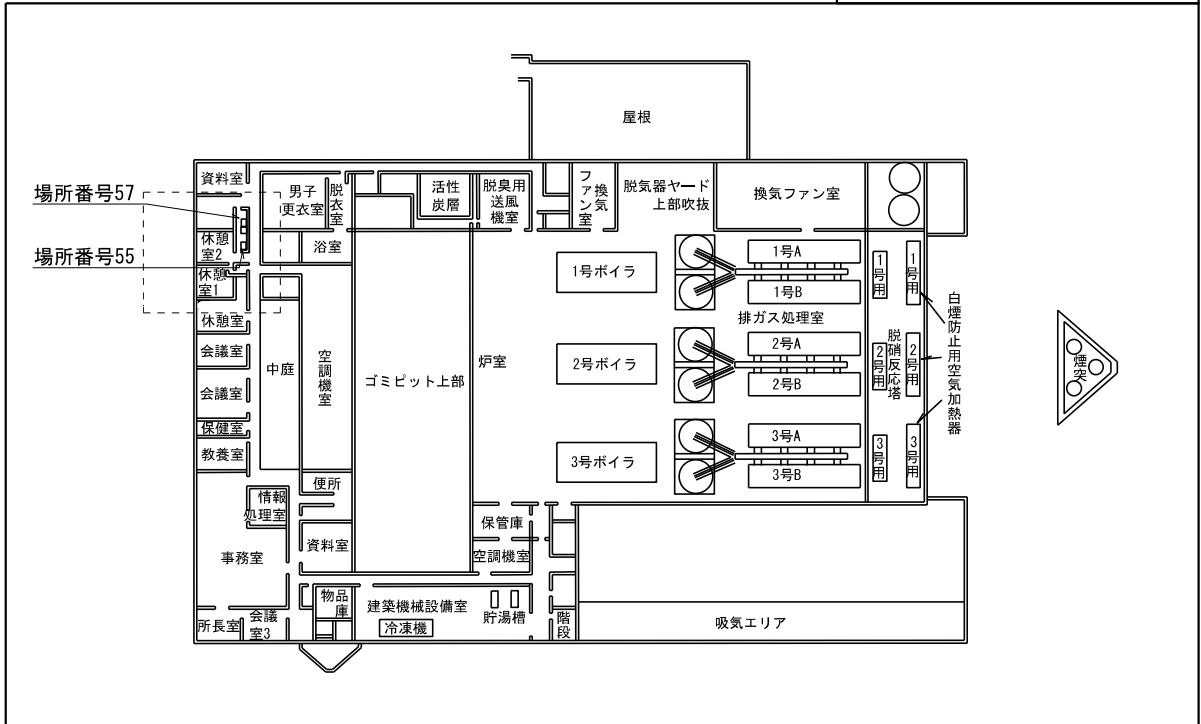 屋根
資料室
男子
更衣室
脱
衣
室
活性
炭層
脱臭用
送風
機室
フ
ァ
ン
室
換
気
脱気器ヤード
上部吹抜
換気ファン室
場所番号57
場所番号55
休憩
室2
休憩
室1
浴室
休憩室
会議室
会議室
保健室
教養室
中庭
空
調
機
室
ゴミピット上部
炉室
1号ボイラ
2号ボイラ
3号ボイラ
1号A
1号B
排ガス処理室
2号A
2号B
3号A
3号B
1
号
用
1
号
用
脱
硝
反
応
塔
2
号
用
2
号
用
3
号
用
3
号
用
白
煙
防
止
用
空
気
加
熱
器
煙
突
便所
情報
処理室
事務室
資料室
保管庫
空調機室
物品
庫
建築機械設備室
冷凍機
貯湯槽
階
段
所長室
会議
室3
吸気エリア